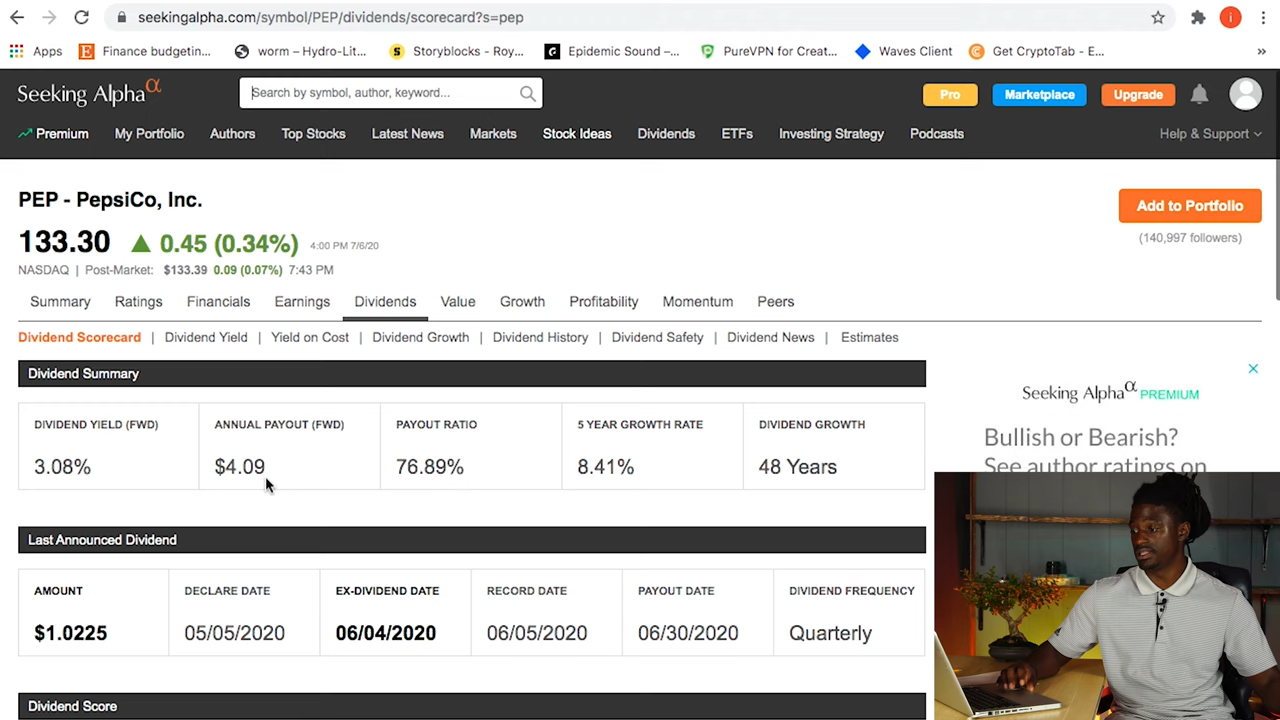 seekingalpha.com/symbol/PEP/dividends/scorecard?s=pep
i
Apps E Finance budgetin... worm – Hydro-Lit... S Storyblocks - Roy... Epidemic Sound –... PureVPN for Creat... Waves Client Get CryptoTab - E... »
Seeking Alpha α Search by symbol, author, keyword... Pro Marketplace Upgrade
Premium My Portfolio Authors Top Stocks Latest News Markets Stock Ideas Dividends ETFs Investing Strategy Podcasts Help & Support
PEP - PepsiCo, Inc.
Add to Portfolio
133.30 ▲ 0.45 (0.34%) 4:00 PM 7/6/20
(140,997 followers)
NASDAQ | Post-Market: $133.39 0.09 (0.07%) 7:43 PM
Summary Ratings Financials Earnings Dividends Value Growth Profitability Momentum Peers
Dividend Scorecard | Dividend Yield | Yield on Cost | Dividend Growth | Dividend History | Dividend Safety | Dividend News | Estimates
Dividend Summary
DIVIDEND YIELD (FWD) ANNUAL PAYOUT (FWD) PAYOUT RATIO 5 YEAR GROWTH RATE DIVIDEND GROWTH
3.08% $4.09 76.89% 8.41% 48 Years
Seeking Alpha α PREMIUM
Bullish or Bearish?
See author ratings on
Last Announced Dividend
AMOUNT DECLARE DATE EX-DIVIDEND DATE RECORD DATE PAYOUT DATE DIVIDEND FREQUENCY
$1.0225 05/05/2020 06/04/2020 06/05/2020 06/30/2020 Quarterly
Dividend Score